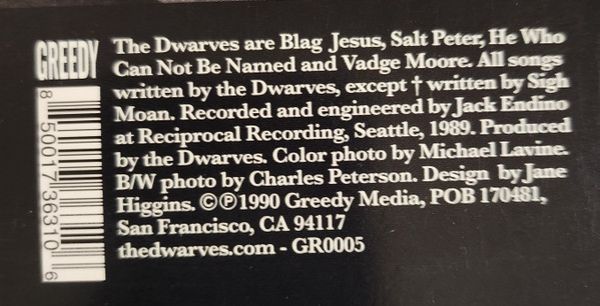 GREEDY
8 50017 36310 6
The Dwarves are Blag Jesus, Salt Peter, He Who
Can Not Be Named and Vadge Moore. All songs
written by the Dwarves, except † written by Sigh
Moan. Recorded and engineered by Jack Endino
at Reciprocal Recording, Seattle, 1989. Produced
by the Dwarves. Color photo by Michael Lavine.
B/W photo by Charles Peterson. Design by Jane
Higgins. ©℗1990 Greedy Media, POB 170481,
San Francisco, CA 94117
thedwarves.com - GR0005